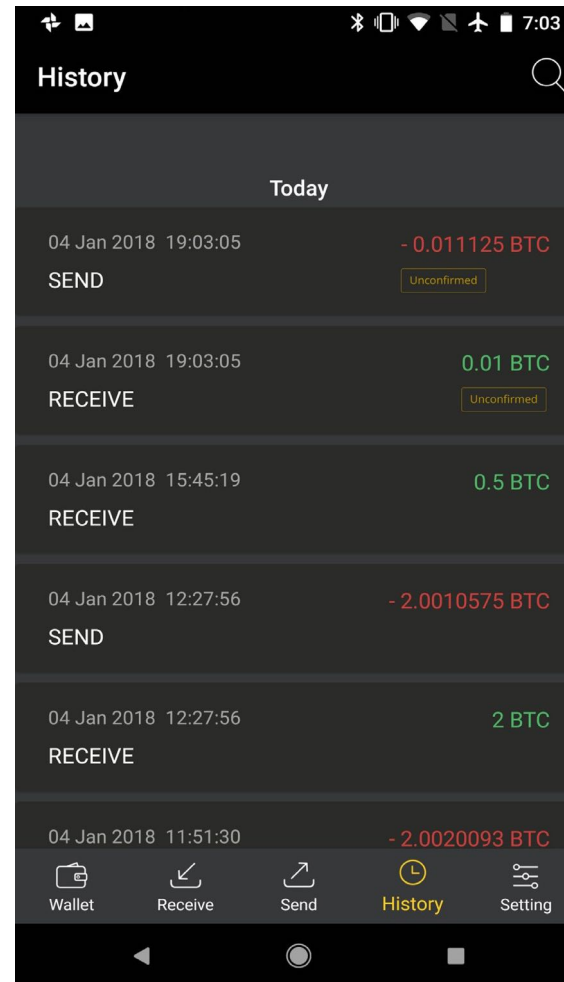 7:03
History
Today
04 Jan 2018 19:03:05
- 0.011125 BTC
SEND
Unconfirmed
04 Jan 2018 19:03:05
0.01 BTC
RECEIVE
Unconfirmed
04 Jan 2018 15:45:19
0.5 BTC
RECEIVE
04 Jan 2018 12:27:56
- 2.0010575 BTC
SEND
04 Jan 2018 12:27:56
2 BTC
RECEIVE
04 Jan 2018 11:51:30
- 2.0020093 BTC
Wallet
Receive
Send
History
Setting